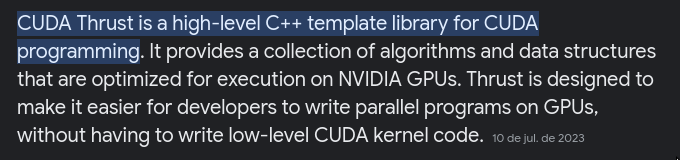 CUDA Thrust is a high-level C++ template library for CUDA
programming. It provides a collection of algorithms and data structures
that are optimized for execution on NVIDIA GPUs. Thrust is designed to
make it easier for developers to write parallel programs on GPUs,
without having to write low-level CUDA kernel code. 10 de jul. de 2023